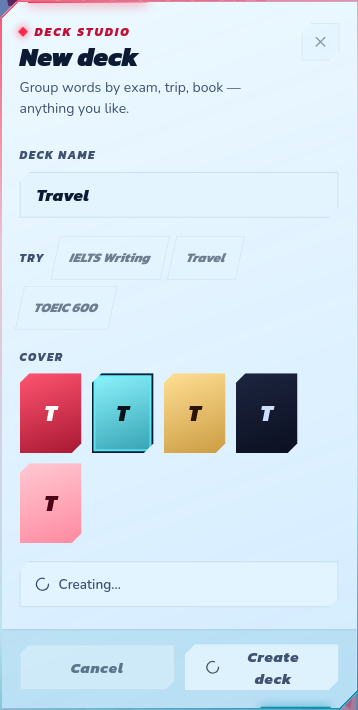 DECK STUDIO
New deck
Group words by exam, trip, book —
anything you like.
DECK NAME
Travel
TRY IELTS Writing Travel
TOEIC 600
COVER
T T T T
T
Creating...
Cancel Create
deck